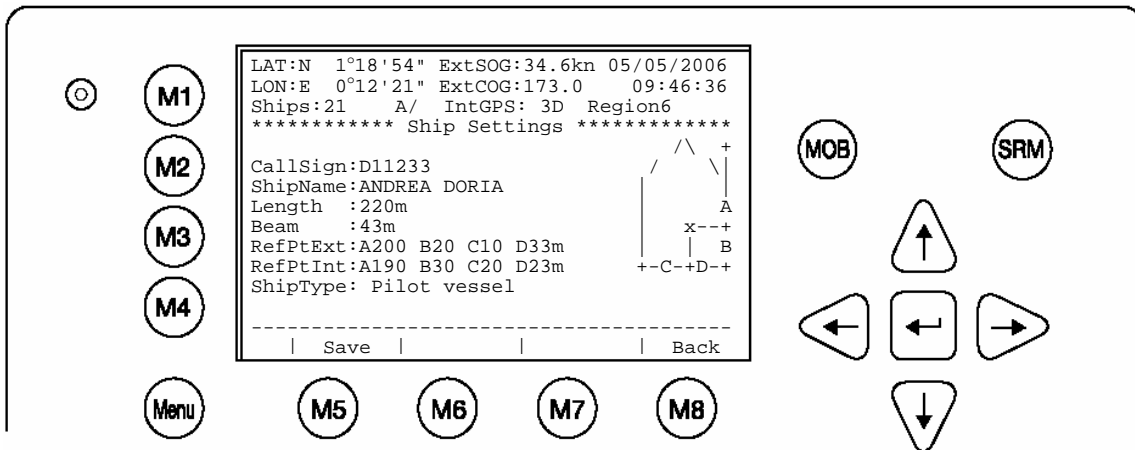 LAT:N 1°18'54" ExtSOG:34.6kn 05/05/2006
LON:E 0°12'21" ExtCOG:173.0 09:46:36
Ships:21 A/ IntGPS: 3D Region6
************ Ship Settings *************
/\ +
CallSign:D11233 / \|
ShipName:ANDREA DORIA | |
Length :220m | A
Beam :43m | x--+
RefPtExt:A200 B20 C10 D33m | | B
RefPtInt:A190 B30 C20 D23m +-C-+D-+
ShipType: Pilot vessel
----------------------------------------
| Save | | | Back
M1
M2
M3
M4
Menu
M5
M6
M7
M8
MOB
SRM